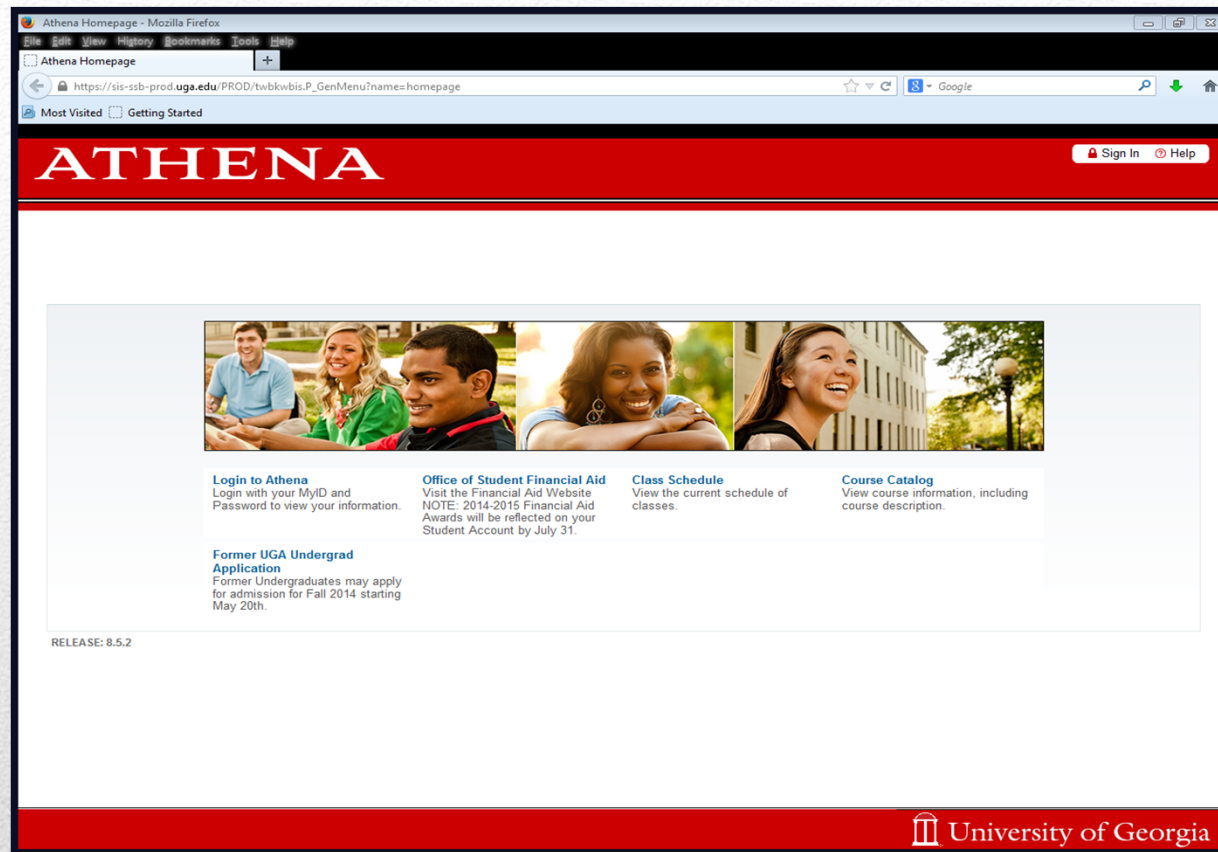 Athena Homepage - Mozilla Firefox
File Edit View History Bookmarks Tools Help
Athena Homepage +
https://sis-ssb-prod.uga.edu/PROD/twbkwbis.P_GenMenu?name=homepage
8 Google
Most Visited Getting Started
ATHENA
Sign In Help
Login to Athena
Login with your MyID and
Password to view your information.
Office of Student Financial Aid
Visit the Financial Aid Website
NOTE: 2014-2015 Financial Aid
Awards will be reflected on your
Student Account by July 31.
Class Schedule
View the current schedule of
classes.
Course Catalog
View course information, including
course description.
Former UGA Undergrad
Application
Former Undergraduates may apply
for admission for Fall 2014 starting
May 20th.
RELEASE: 8.5.2
University of Georgia